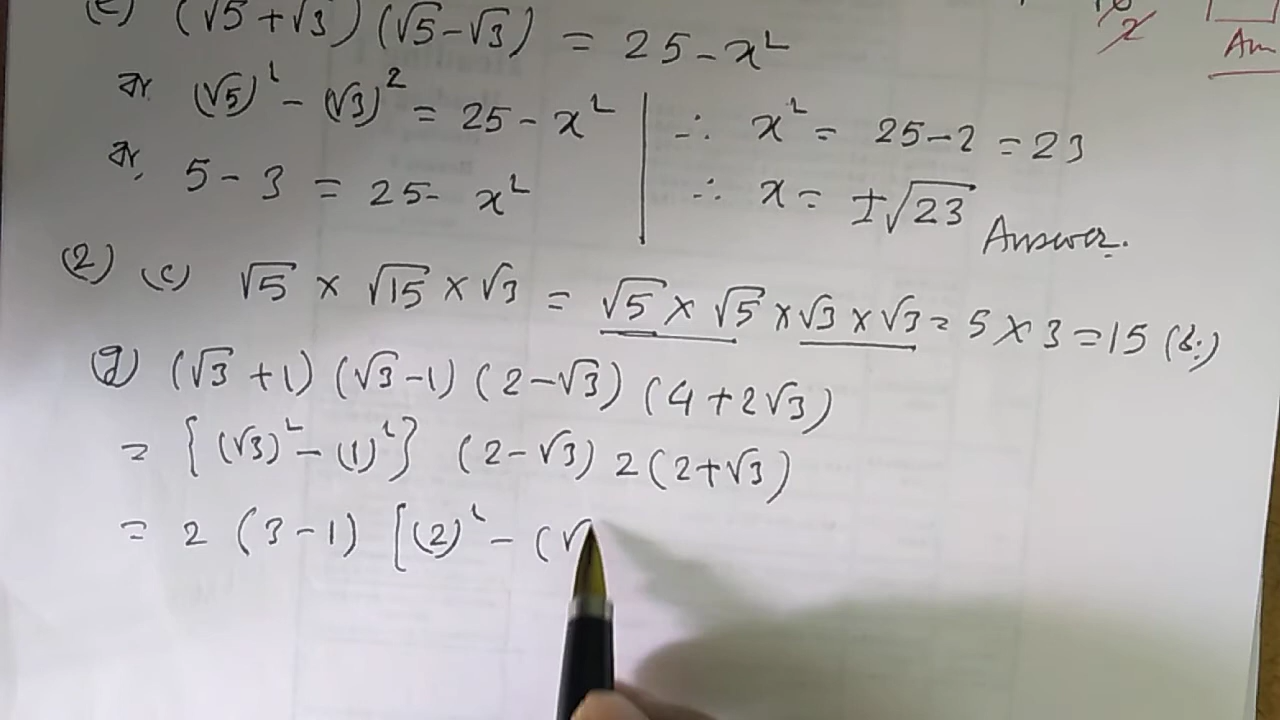 (e) (√5+√3) (√5-√3) = 25-x²
বা, (√5)² - (√3)² = 25-x²
বা, 5-3 = 25- x²
∴ x² = 25-2 = 23
∴ x = ±√23 Answer.
Am
(2) (c) √5 × √15 × √3 = √5 × √5 × √3 × √3 = 5×3 = 15 (b.)
(g) (√3+1) (√3-1) (2-√3) (4+2√3)
= {(√3)² - (1)²} (2-√3) 2(2+√3)
= 2 (3-1) [(2)² - (√